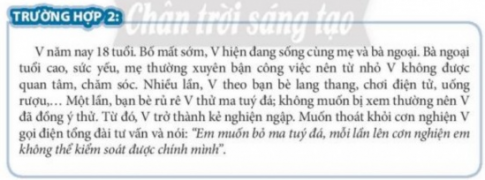 Chân trời sáng tạo
TRƯỜNG HỢP 2:
V năm nay 18 tuổi. Bố mất sớm, V hiện đang sống cùng mẹ và bà ngoại. Bà ngoại
tuổi cao, sức yếu, mẹ thường xuyên bận công việc nên từ nhỏ V không được
quan tâm, chăm sóc. Nhiều lần, V theo bạn bè lang thang, chơi điện tử, uống
rượu,... Một lần, bạn bè rủ rê V thử ma tuý đá; không muốn bị xem thường nên V
đã đồng ý thử. Từ đó, V trở thành kẻ nghiện ngập. Muốn thoát khỏi cơn nghiện V
gọi điện tổng đài tư vấn và nói: "Em muốn bỏ ma tuý đá, mỗi lần lên cơn nghiện em
không thể kiểm soát được chính mình".